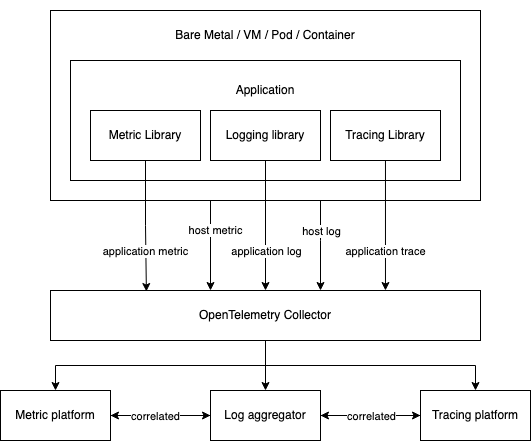 Bare Metal / VM / Pod / Container
Application
Metric Library
Logging library
Tracing Library
host metric
host log
application metric
application log
application trace
OpenTelemetry Collector
Metric platform
correlated
Log aggregator
correlated
Tracing platform